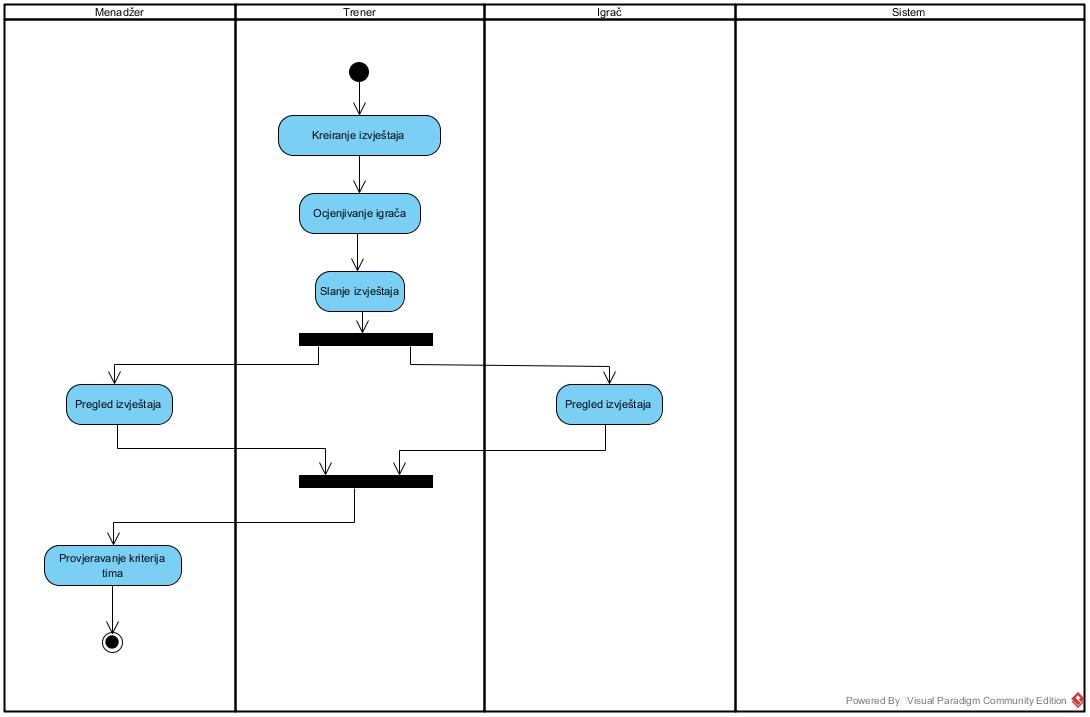 Menadžer
Trener
Igrač
Sistem
Kreiranje izvještaja
Ocjenjivanje igrača
Slanje izvještaja
Pregled izvještaja
Pregled izvještaja
Provjeravanje kriterija
tima
Powered By Visual Paradigm Community Edition